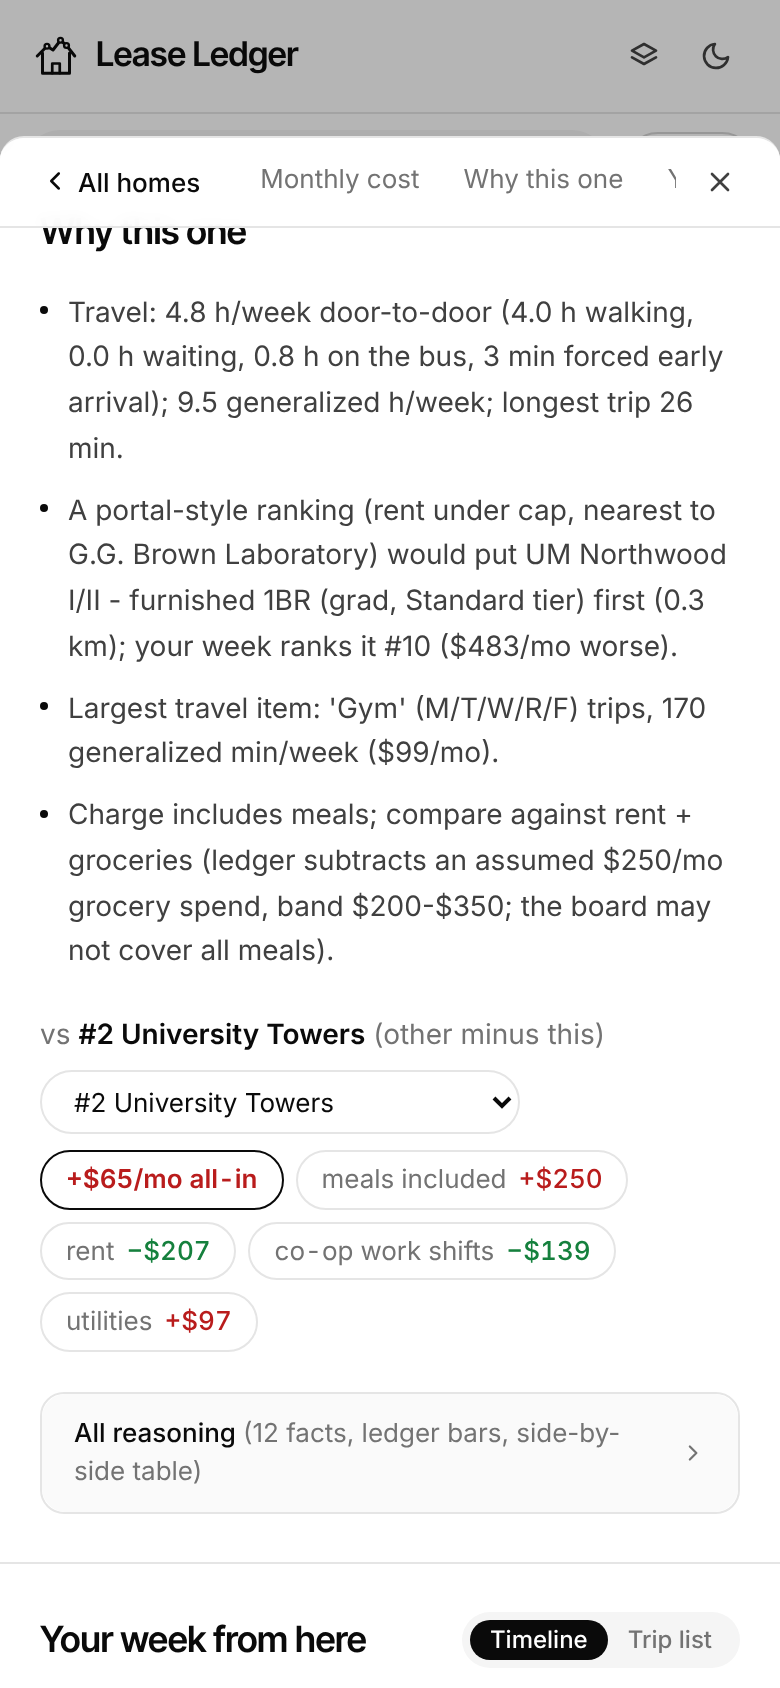 Lease Ledger
All homes
Monthly cost
Why this one
Why this one
• Travel: 4.8 h/week door-to-door (4.0 h walking,
0.0 h waiting, 0.8 h on the bus, 3 min forced early
arrival); 9.5 generalized h/week; longest trip 26
min.
• A portal-style ranking (rent under cap, nearest to
G.G. Brown Laboratory) would put UM Northwood
I/II - furnished 1BR (grad, Standard tier) first (0.3
km); your week ranks it #10 ($483/mo worse).
• Largest travel item: 'Gym' (M/T/W/R/F) trips, 170
generalized min/week ($99/mo).
• Charge includes meals; compare against rent +
groceries (ledger subtracts an assumed $250/mo
grocery spend, band $200-$350; the board may
not cover all meals).
vs #2 University Towers (other minus this)
#2 University Towers
+$65/mo all-in
meals included +$250
rent −$207
co-op work shifts −$139
utilities +$97
All reasoning (12 facts, ledger bars, side-by-
side table)
Your week from here
Timeline
Trip list